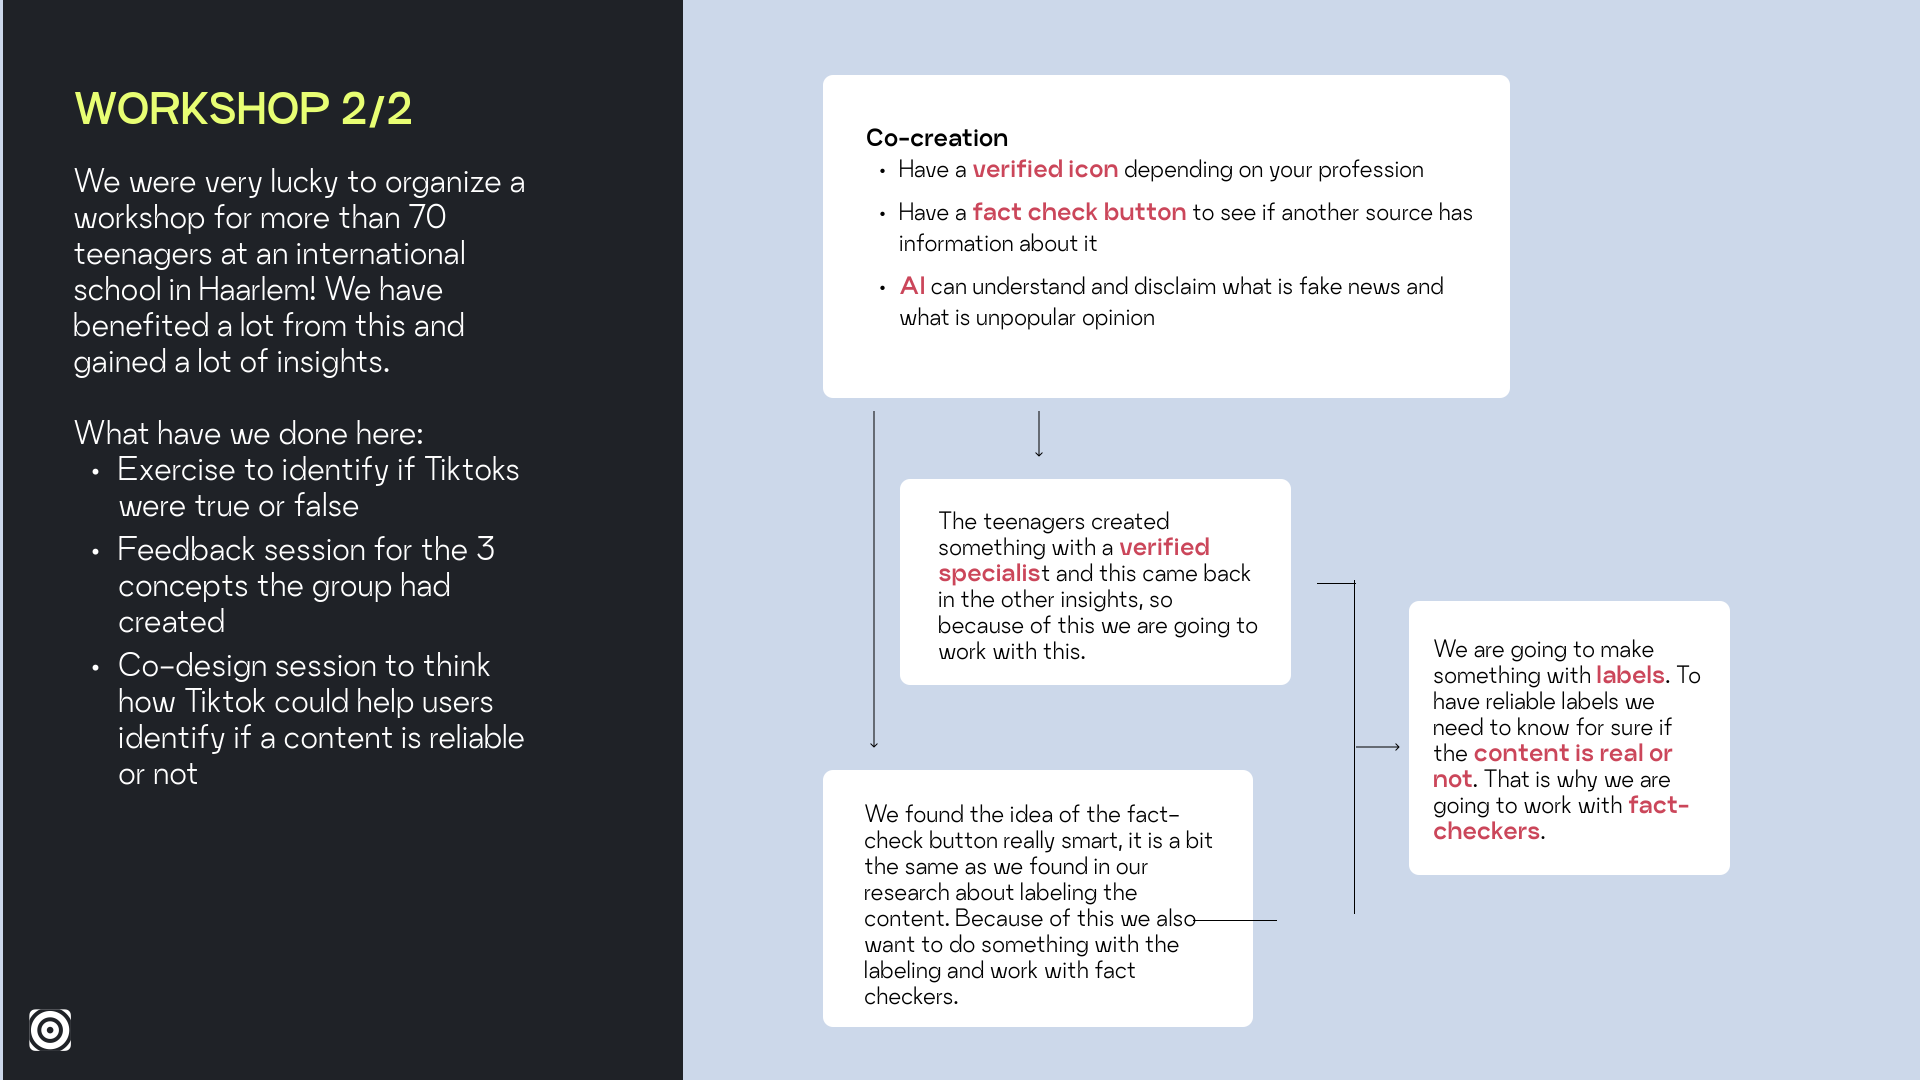 WORKSHOP 2/2
We were very lucky to organize a
workshop for more than 70
teenagers at an international
school in Haarlem! We have
benefited a lot from this and
gained a lot of insights.
What have we done here:
• Exercise to identify if Tiktoks
were true or false
• Feedback session for the 3
concepts the group had
created
• Co-design session to think
how Tiktok could help users
identify if a content is reliable
or not
Co-creation
• Have a verified icon depending on your profession
• Have a fact check button to see if another source has
information about it
• AI can understand and disclaim what is fake news and
what is unpopular opinion
The teenagers created
something with a verified
specialist and this came back
in the other insights, so
because of this we are going to
work with this.
We found the idea of the fact-
check button really smart, it is a bit
the same as we found in our
research about labeling the
content. Because of this we also
want to do something with the
labeling and work with fact
checkers.
We are going to make
something with labels. To
have reliable labels we
need to know for sure if
the content is real or
not. That is why we are
going to work with fact-
checkers.